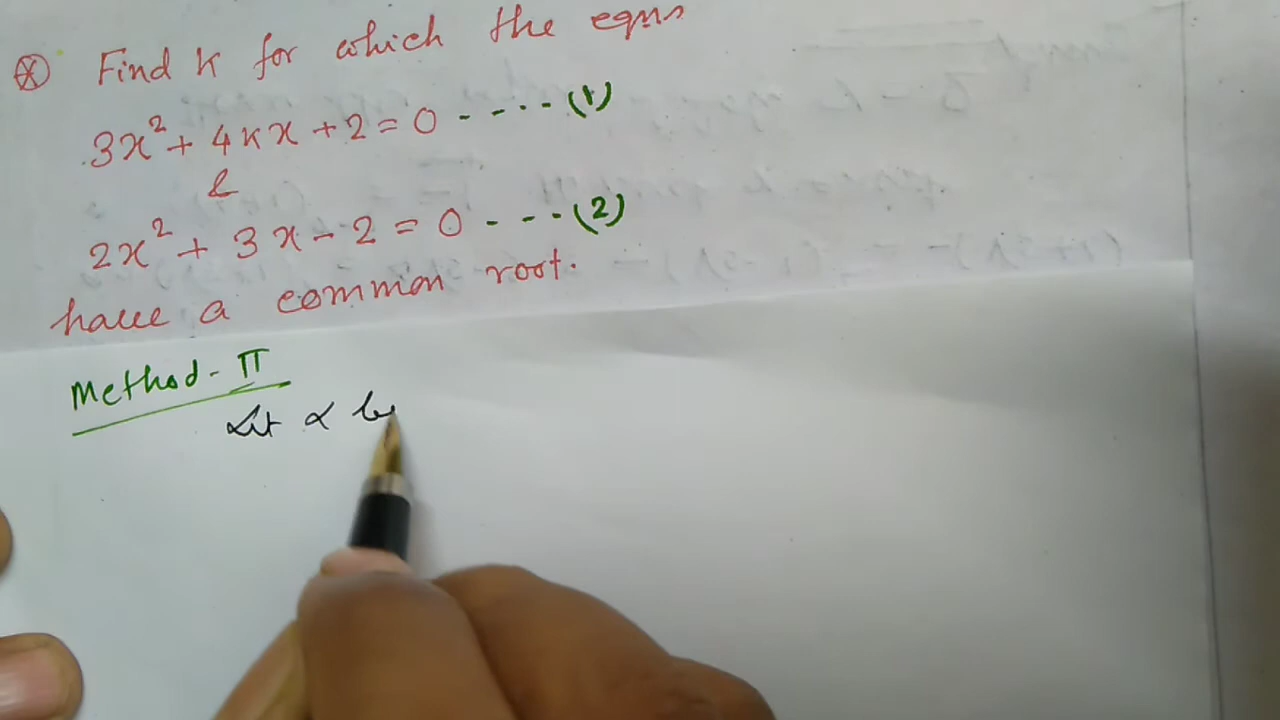 Find k for which the eqns
3x² + 4kx + 2 = 0 - - - - (1)
&
2x² + 3x - 2 = 0 - - - (2)
have a common root.
Method - II
Let α be